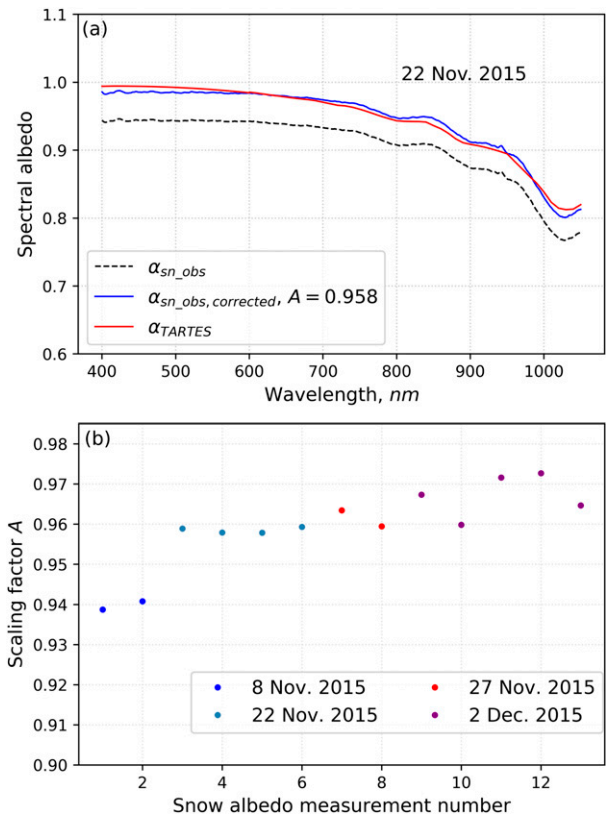 (a)
22 Nov. 2015
1.1
1.0
0.9
0.8
0.7
0.6
Spectral albedo
α_sn_obs
α_sn_obs, corrected, A = 0.958
α_TARTES
400 500 600 700 800 900 1000
Wavelength, nm
(b)
0.98
0.97
0.96
0.95
0.94
0.93
0.92
0.91
0.90
Scaling factor A
8 Nov. 2015 27 Nov. 2015
22 Nov. 2015 2 Dec. 2015
2 4 6 8 10 12
Snow albedo measurement number